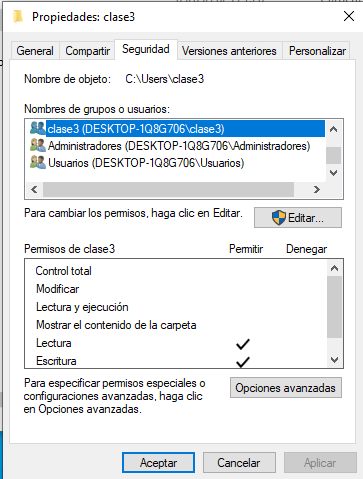 Propiedades: clase3
General
Compartir
Seguridad
Versiones anteriores
Personalizar
Nombre de objeto: C:\Users\clase3
Nombres de grupos o usuarios:
clase3 (DESKTOP-1Q8G706\clase3)
Administradores (DESKTOP-1Q8G706\Administradores)
Usuarios (DESKTOP-1Q8G706\Usuarios)
Para cambiar los permisos, haga clic en Editar.
Editar...
Permisos de clase3 Permitir Denegar
Control total
Modificar
Lectura y ejecución
Mostrar el contenido de la carpeta
Lectura
Escritura
Para especificar permisos especiales o
configuraciones avanzadas, haga clic
en Opciones avanzadas.
Opciones avanzadas
Aceptar
Cancelar
Aplicar